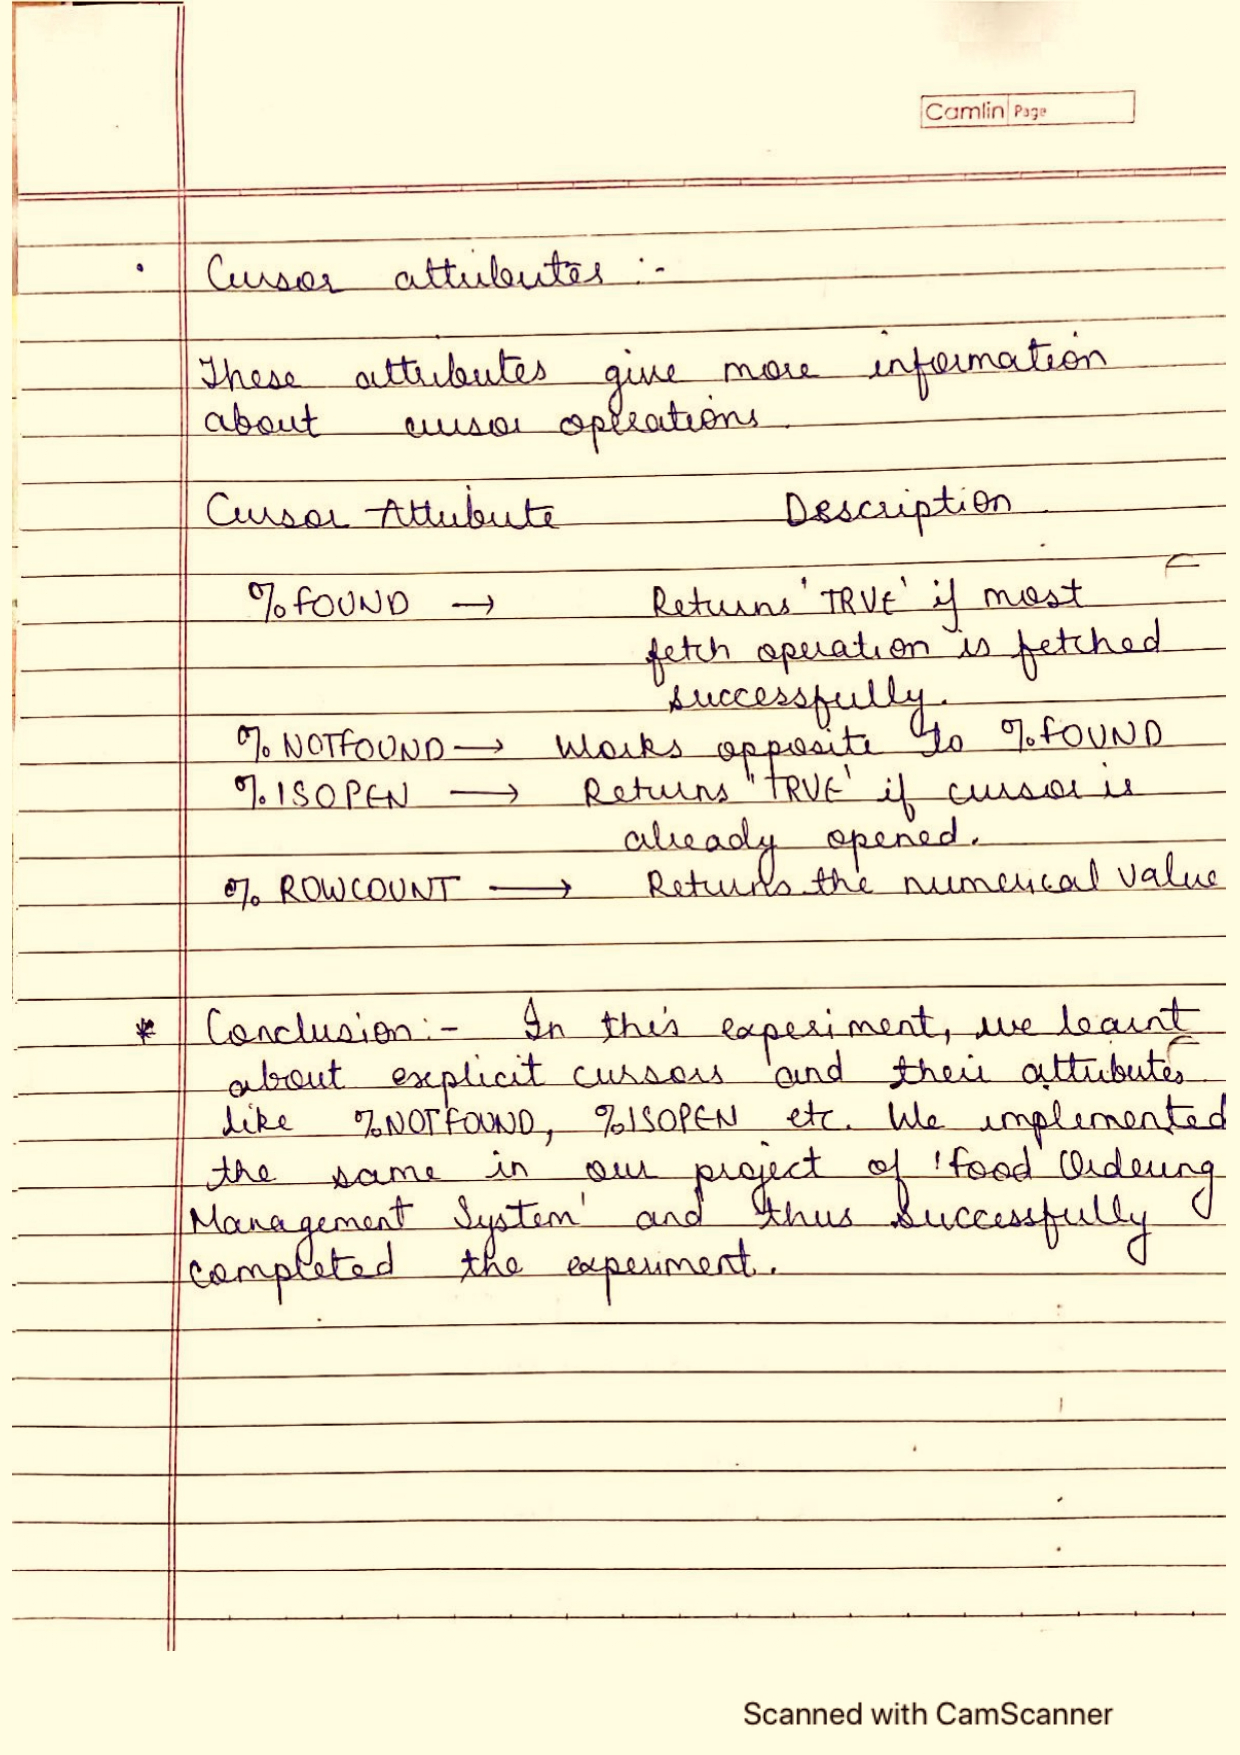 Camlin Page
• Cursor attributes :-
These attributes give more information
about cursor operations.
Cursor Attribute Description
%FOUND → Returns 'TRUE' if most
fetch operation is fetched
successfully.
%NOTFOUND → Works opposite to %FOUND
%ISOPEN → Returns "TRUE' if cursor is
already opened.
% ROWCOUNT → Returns the numerical value
* Conclusion:- In this experiment, we learnt
about explicit cursors and their attributes
like %NOTFOUND, %ISOPEN etc. We implemented
the same in our project of 'Food Ordering
Management System' and thus successfully
completed the experiment.
Scanned with CamScanner